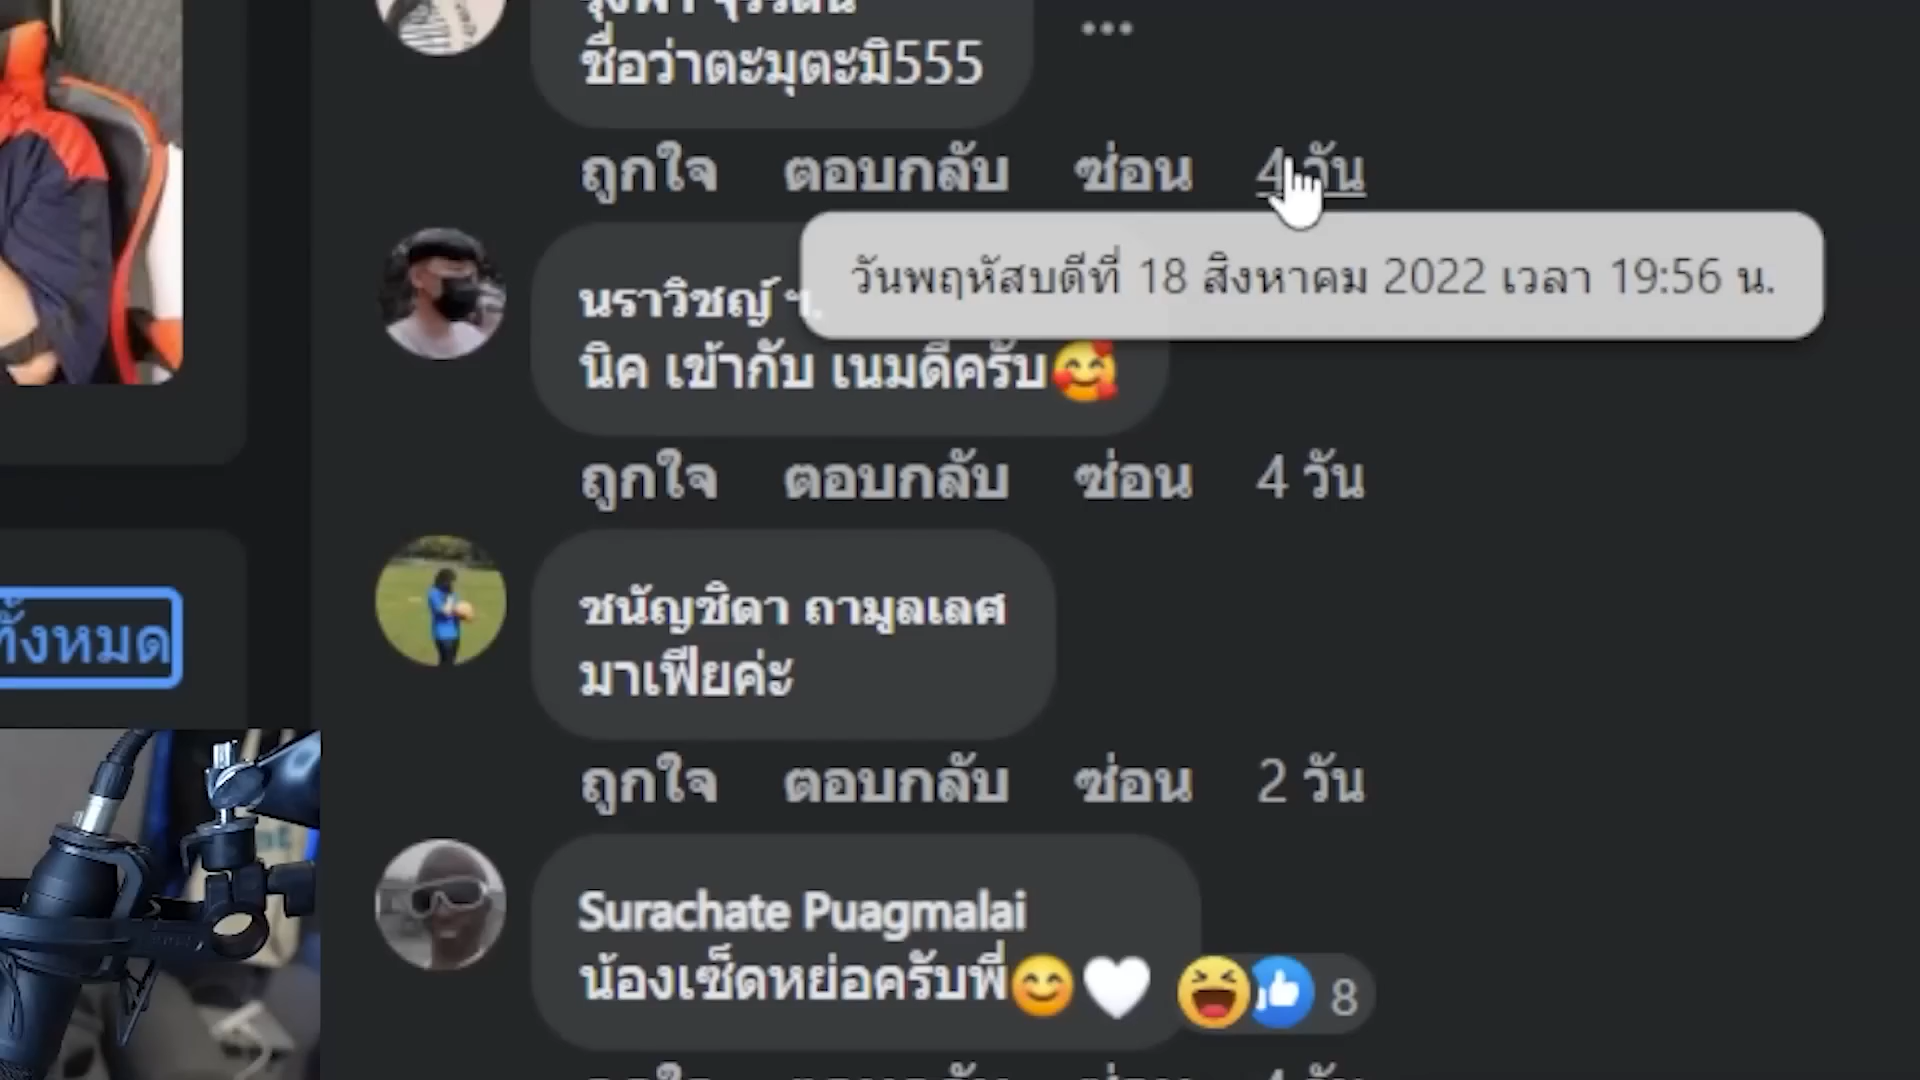 ชื่อว่าตะมุตะมิ555
ถูกใจ ตอบกลับ ซ่อน 4 วัน
วันพฤหัสบดีที่ 18 สิงหาคม 2022 เวลา 19:56 น.
นราวิชญ์
นิค เข้ากับ เนมดีครับ🥰
ถูกใจ ตอบกลับ ซ่อน 4 วัน
ชนัญชิดา ถามูลเลศ
มาเฟียค่ะ
ถูกใจ ตอบกลับ ซ่อน 2 วัน
ทั้งหมด
Surachate Puagmalai
น้องเซ็ดหย่อครับพี่😊🤍 8